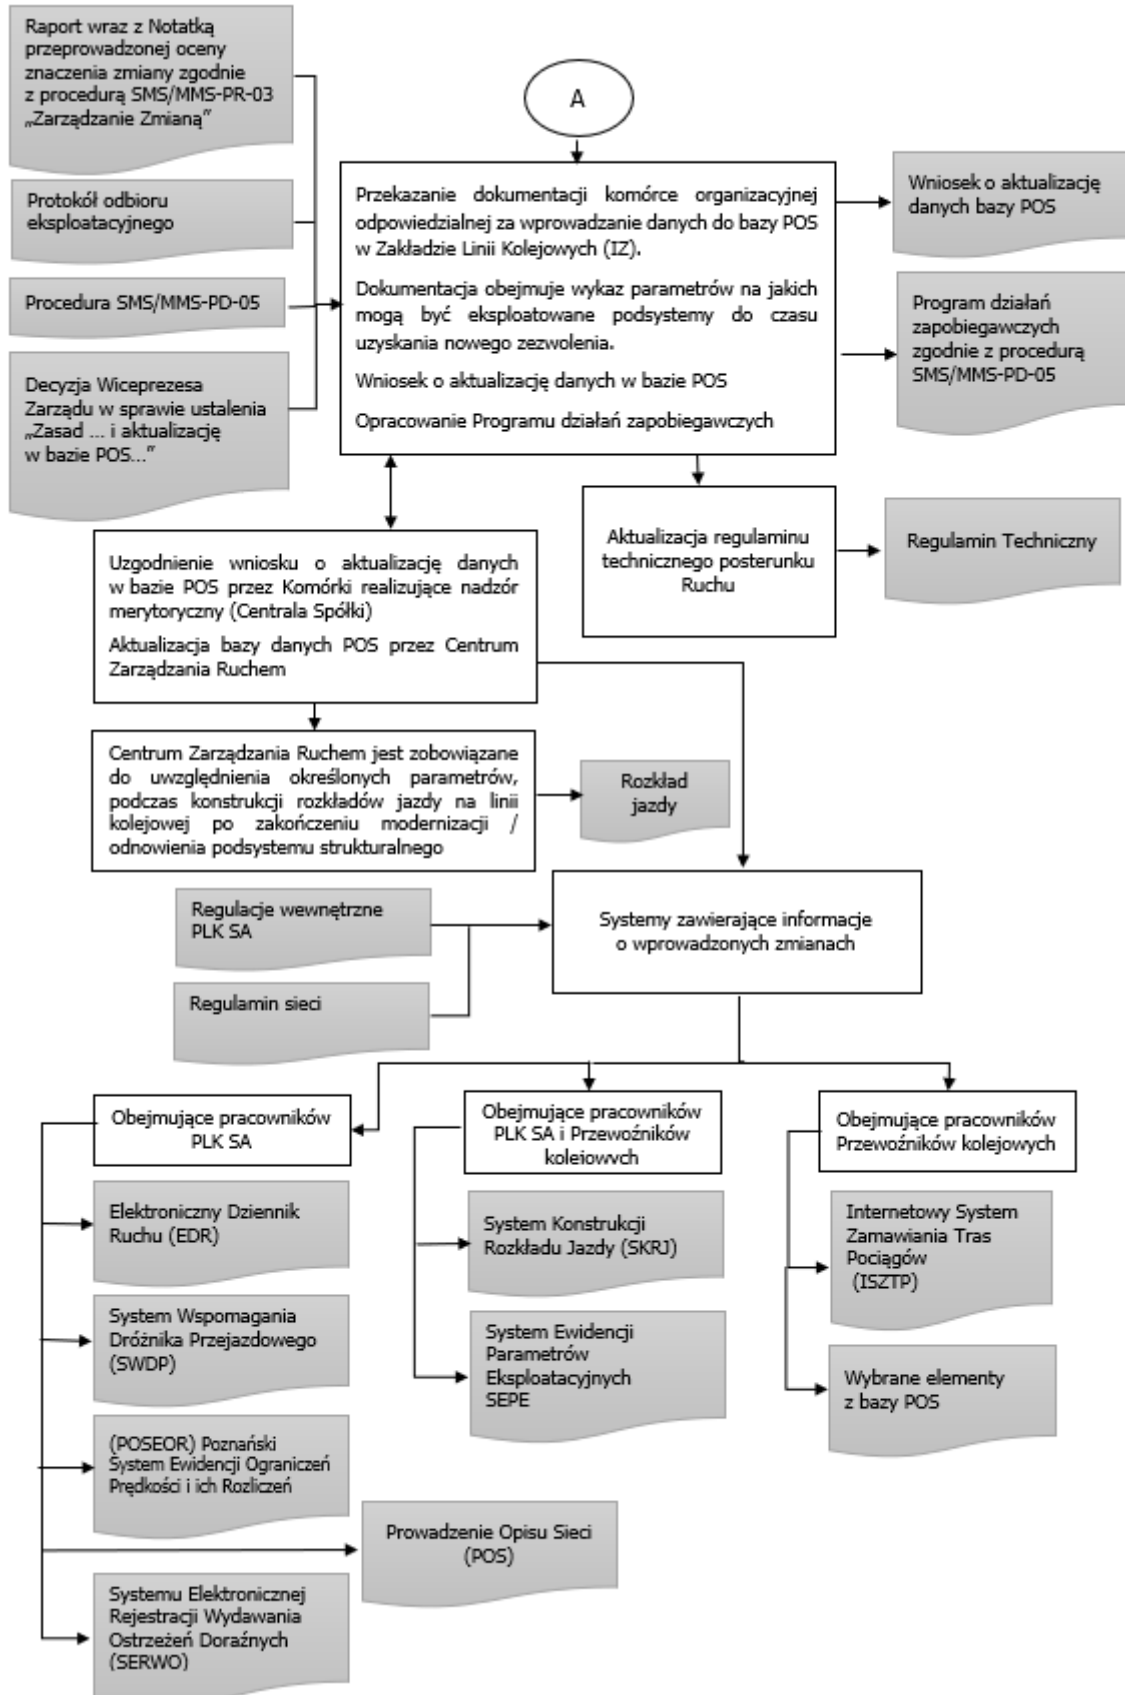 Raport wraz z Notatką
przeprowadzonej oceny
znaczenia zmiany zgodnie
z procedurą SMS/MMS-PR-03
„Zarządzanie Zmianą”
A
Protokół odbioru
eksploatacyjnego
Procedura SMS/MMS-PD-05
Decyzja Wiceprezesa
Zarządu w sprawie ustalenia
„Zasad ... i aktualizację
w bazie POS...”
Przekazanie dokumentacji komórce organizacyjnej
odpowiedzialnej za wprowadzanie danych do bazy POS
w Zakładzie Linii Kolejowych (IZ).
Dokumentacja obejmuje wykaz parametrów na jakich
mogą być eksploatowane podsystemy do czasu
uzyskania nowego zezwolenia.
Wniosek o aktualizację danych w bazie POS
Opracowanie Programu działań zapobiegawczych
Wniosek o aktualizację
danych bazy POS
Program działań
zapobiegawczych
zgodnie z procedurą
SMS/MMS-PD-05
Uzgodnienie wniosku o aktualizację danych
w bazie POS przez Komórki realizujące nadzór
merytoryczny (Centrala Spółki)
Aktualizacja bazy danych POS przez Centrum
Zarządzania Ruchem
Aktualizacja regulaminu
technicznego posterunku
Ruchu
Regulamin Techniczny
Centrum Zarządzania Ruchem jest zobowiązane
do uwzględnienia określonych parametrów,
podczas konstrukcji rozkładów jazdy na linii
kolejowej po zakończeniu modernizacji /
odnowienia podsystemu strukturalnego
Rozkład
jazdy
Regulacje wewnętrzne
PLK SA
Regulamin sieci
Systemy zawierające informacje
o wprowadzonych zmianach
Obejmujące pracowników
PLK SA
Obejmujące pracowników
PLK SA i Przewoźników
kolejowych
Obejmujące pracowników
Przewoźników kolejowych
Elektroniczny Dziennik
Ruchu (EDR)
System Wspomagania
Dróżnika Przejazdowego
(SWDP)
(POSEOR) Poznański
System Ewidencji Ograniczeń
Prędkości i ich Rozliczeń
Prowadzenie Opisu Sieci
(POS)
Systemu Elektronicznej
Rejestracji Wydawania
Ostrzeżeń Doraźnych
(SERWO)
System Konstrukcji
Rozkładu Jazdy (SKRJ)
System Ewidencji
Parametrów
Eksploatacyjnych
SEPE
Internetowy System
Zamawiania Tras
Pociągów
(ISZTP)
Wybrane elementy
z bazy POS